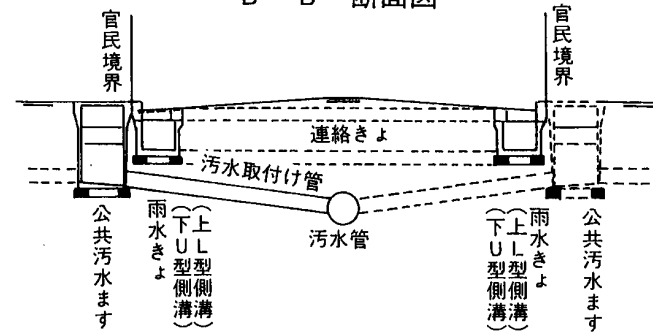 断面図
官民境界
官民境界
連絡きょ
汚水取付け管
汚水管
公共汚水ます
雨水きょ
(上L型側溝)
(下U型側溝)
雨水きょ
(上L型側溝)
(下U型側溝)
公共汚水ます